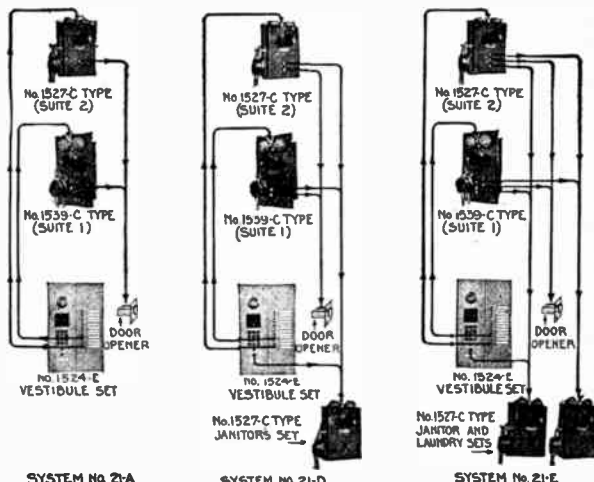 No. 1527-C TYPE
(SUITE 2)
No. 1539-C TYPE
(SUITE 1)
DOOR
OPENER
No. 1524-E
VESTIBULE SET
SYSTEM No. 21-A
No. 1527-C TYPE
(SUITE 2)
No. 1539-C TYPE
(SUITE 1)
DOOR
OPENER
No. 1524-E
VESTIBULE SET
No. 1527-C TYPE
JANITORS SET
SYSTEM No. 21-D
No. 1527-C TYPE
(SUITE 2)
No. 1539-C TYPE
(SUITE 1)
DOOR
OPENER
No. 1524-E
VESTIBULE SET
No. 1527-C TYPE
JANITOR AND
LAUNDRY SETS
SYSTEM No. 21-E